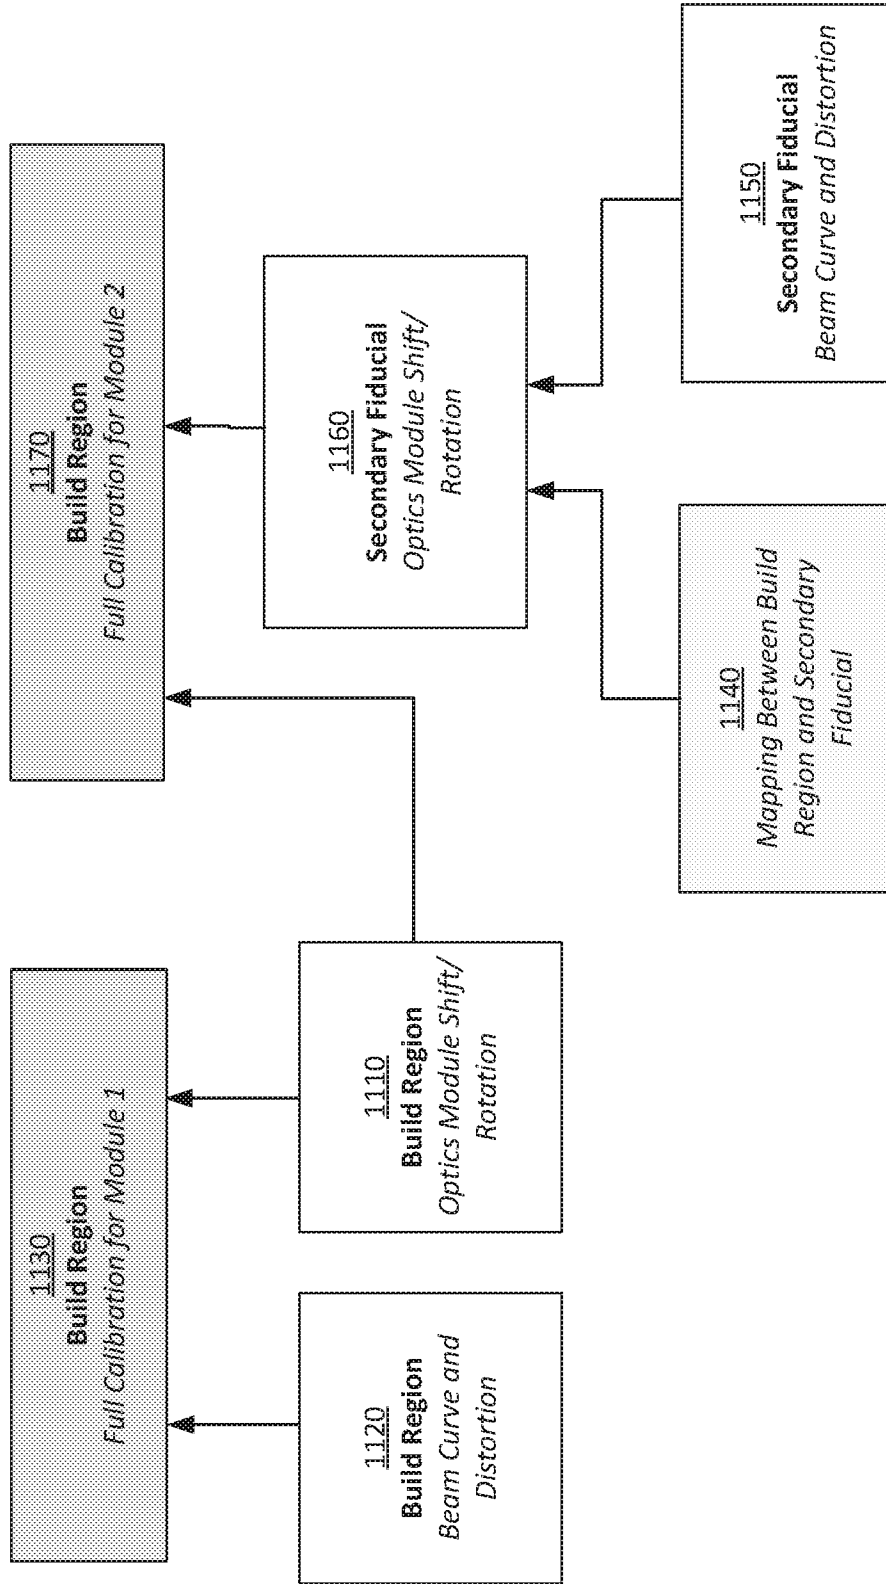 1130
Build Region
Full Calibration for Module 1
1170
Build Region
Full Calibration for Module 2
1120
Build Region
Beam Curve and
Distortion
1110
Build Region
Optics Module Shift/
Rotation
1160
Secondary Fiducial
Optics Module Shift/
Rotation
1140
Mapping Between Build
Region and Secondary
Fiducial
1150
Secondary Fiducial
Beam Curve and Distortion